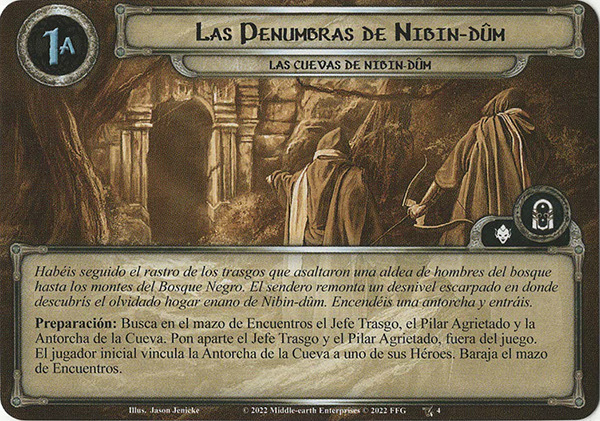 1A
Las Penumbras de Nibin-dûm
Las Cuevas de Nibin-dûm
Habéis seguido el rastro de los trasgos que asaltaron una aldea de hombres del bosque
hasta los montes del Bosque Negro. El sendero remonta un desnivel escarpado en donde
descubrís el olvidado hogar enano de Nibin-dûm. Encendéis una antorcha y entráis.
Preparación: Busca en el mazo de Encuentros el Jefe Trasgo, el Pilar Agrietado y la
Antorcha de la Cueva. Pon aparte el Jefe Trasgo y el Pilar Agrietado, fuera del juego.
El jugador inicial vincula la Antorcha de la Cueva a uno de sus Héroes. Baraja el mazo
de Encuentros.
Illus. Jason Jenicke © 2022 Middle-earth Enterprises © 2022 FFG 4